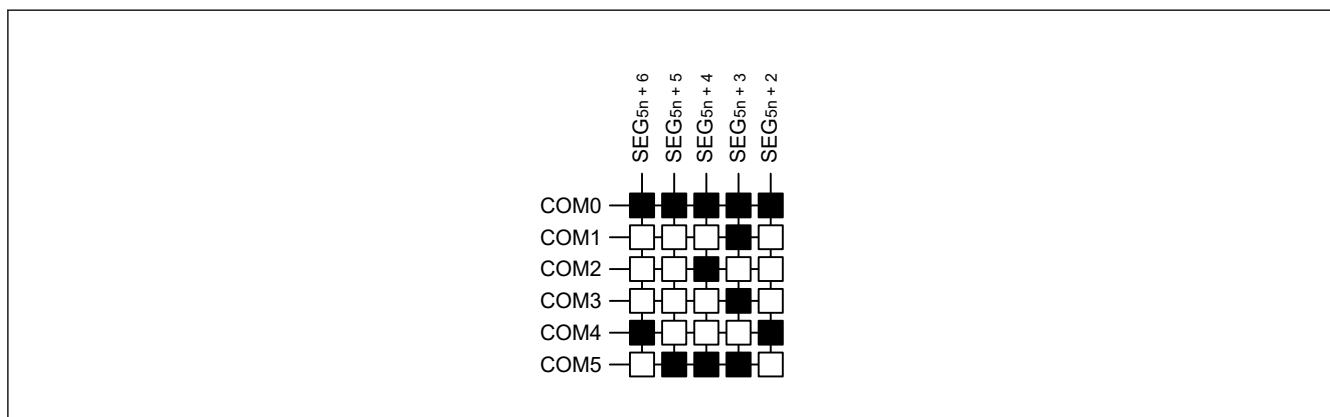 SEG5n + 6
SEG5n + 5
SEG5n + 4
SEG5n + 3
SEG5n + 2
COM0
COM1
COM2
COM3
COM4
COM5